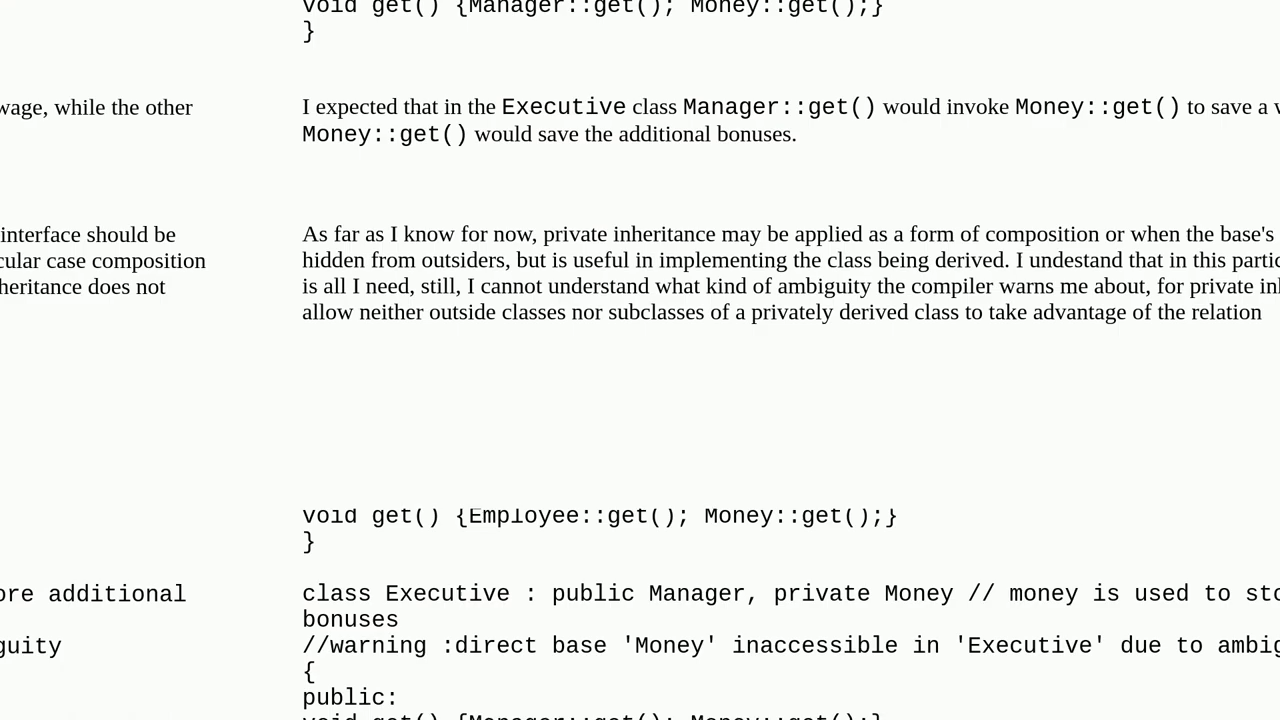 void get() {Manager::get(); Money::get();}
}
wage, while the other
I expected that in the Executive class Manager::get() would invoke Money::get() to save a w
Money::get() would save the additional bonuses.
interface should be
As far as I know for now, private inheritance may be applied as a form of composition or when the base's
cular case composition
hidden from outsiders, but is useful in implementing the class being derived. I undestand that in this partic
heritance does not
is all I need, still, I cannot understand what kind of ambiguity the compiler warns me about, for private inh
allow neither outside classes nor subclasses of a privately derived class to take advantage of the relation
void get() {Employee::get(); Money::get();}
}
ore additional
class Executive : public Manager, private Money // money is used to sto
bonuses
guity
//warning :direct base 'Money' inaccessible in 'Executive' due to ambig
{
public:
void get() {Manager::get(); Money::get();}